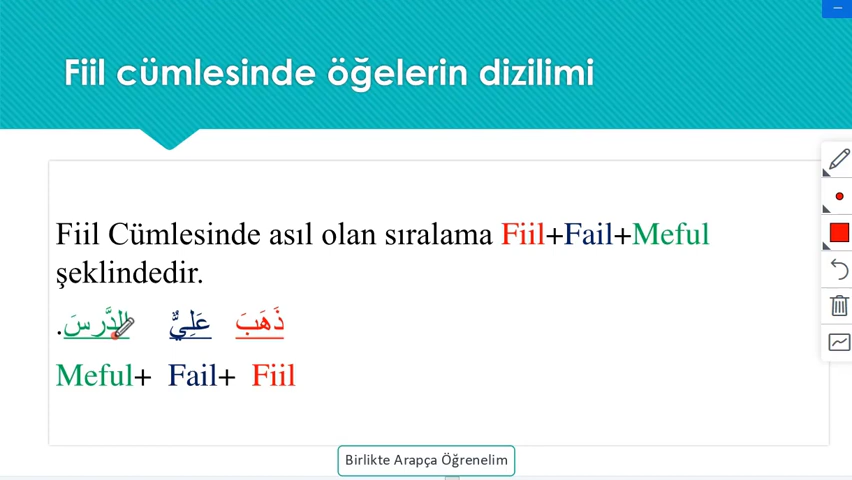 Fiil cümlesinde öğelerin dizilimi
Fiil Cümlesinde asıl olan sıralama Fiil+Fail+Meful
şeklindedir.
ذَهَبَ عَلِيٌّ الدَّرسَ.
Meful+ Fail+ Fiil
Birlikte Arapça Öğrenelim